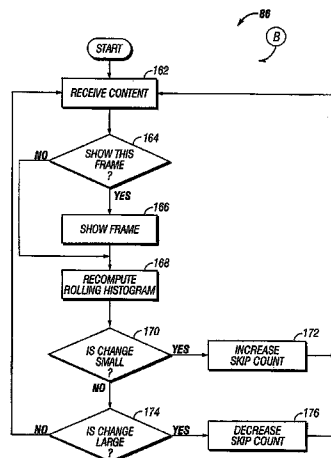 86
B
START
162
RECEIVE CONTENT
164
SHOW THIS
FRAME
?
NO
YES
166
SHOW FRAME
168
RECOMPUTE
ROLLING HISTOGRAM
170
IS CHANGE
SMALL
?
YES
172
INCREASE
SKIP COUNT
NO
174
IS CHANGE
LARGE
?
NO
YES
176
DECREASE
SKIP COUNT